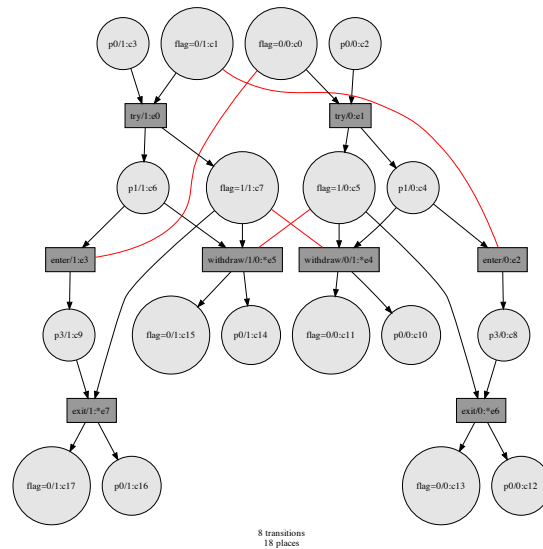 p0/1:c3
flag=0/1:c1
flag=0/0:c0
p0/0:c2
try/1:e0
try/0:e1
p1/1:c6
flag=1/1:c7
flag=1/0:c5
p1/0:c4
enter/1:e3
withdraw/1/0:*e5
withdraw/0/1:*e4
enter/0:e2
p3/1:c9
flag=0/1:c15
p0/1:c14
flag=0/0:c11
p0/0:c10
p3/0:c8
exit/1:*e7
exit/0:*e6
flag=0/1:c17
p0/1:c16
flag=0/0:c13
p0/0:c12
8 transitions
18 places